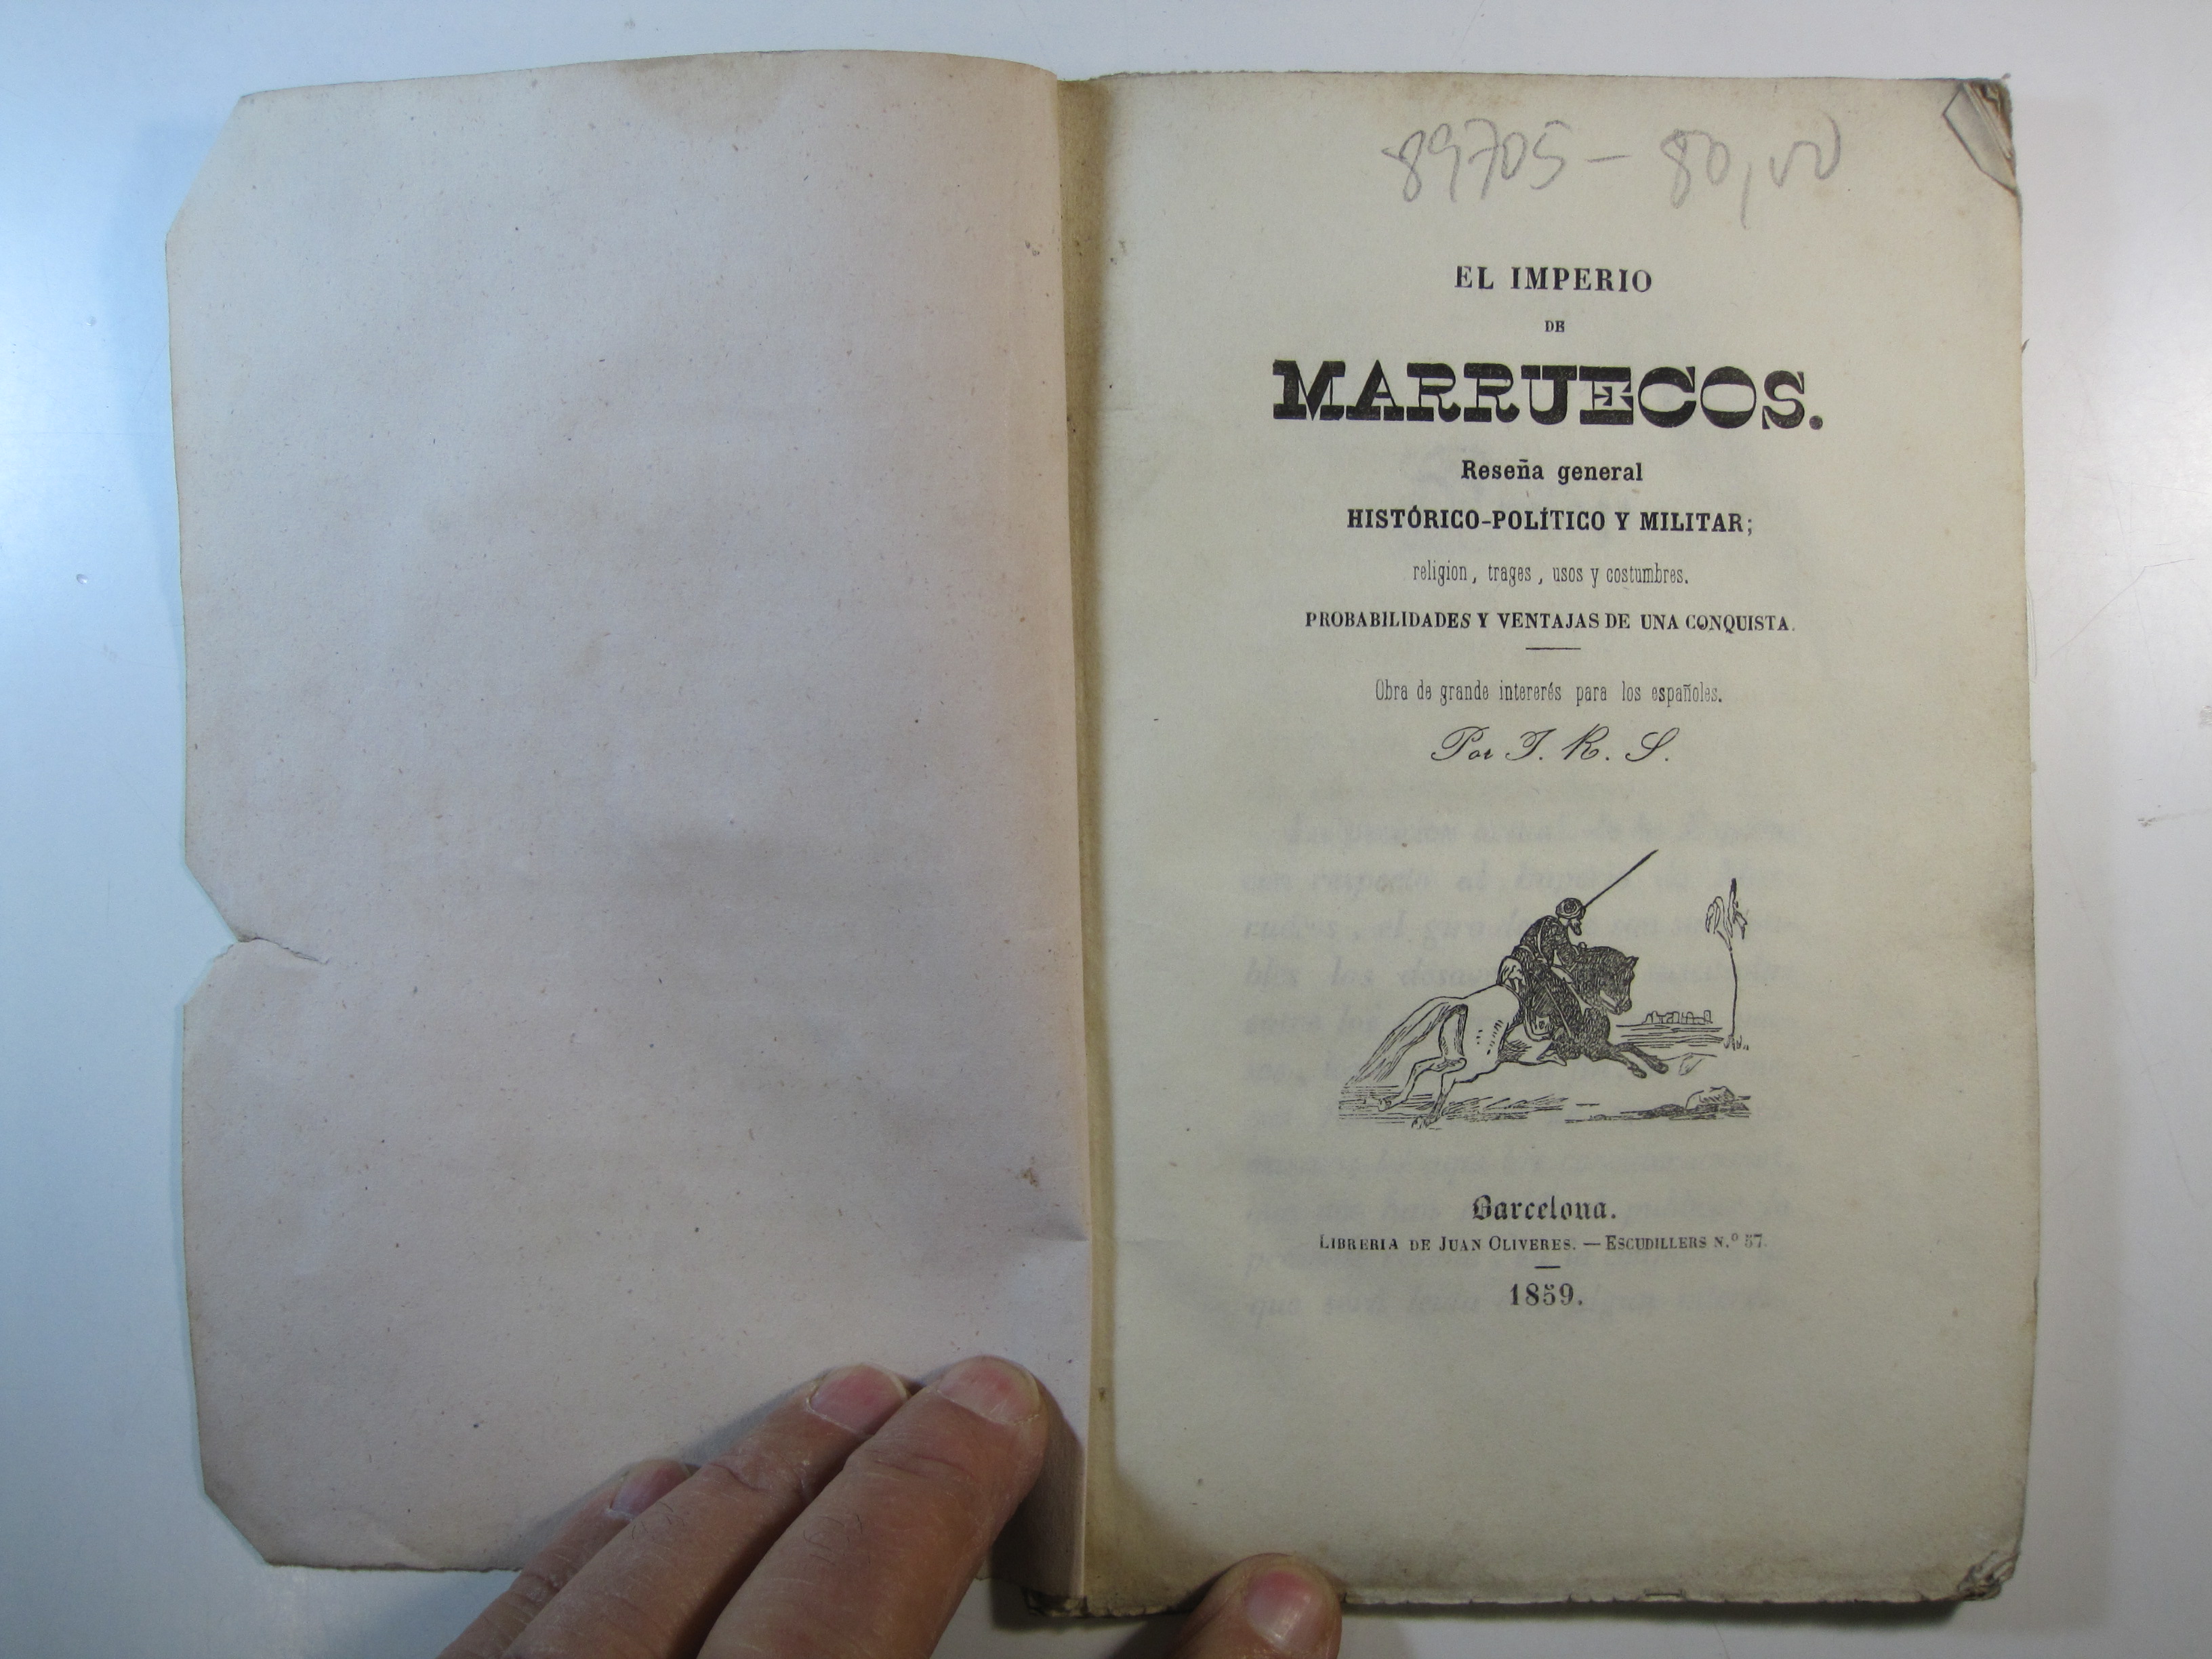 89705 - 80,00
EL IMPERIO
DE
MARRUECOS.
Reseña general
HISTÓRICO-POLÍTICO Y MILITAR;
religion, trages, usos y costumbres.
PROBABILIDADES Y VENTAJAS DE UNA CONQUISTA.
Obra de grande intererés para los españoles.
Por J. R. S.
Barcelona.
LIBRERIA DE JUAN OLIVERES. — ESCUDILLERS N.º 57.
1859.